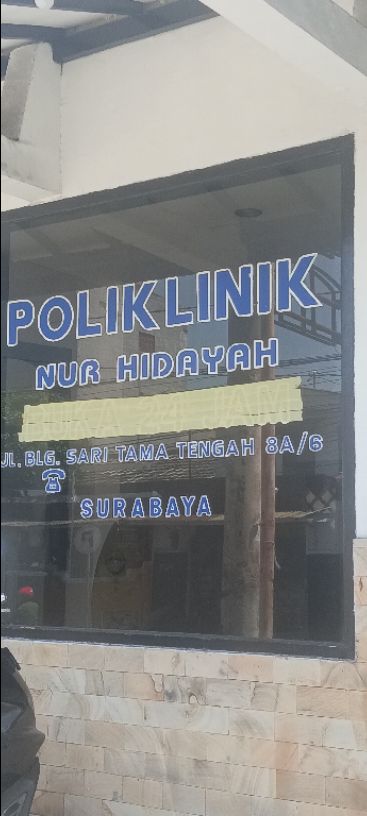 POLIKLINIK
NUR HIDAYAH
JL. BLG. SARI TAMA TENGAH 8A/6
SURABAYA